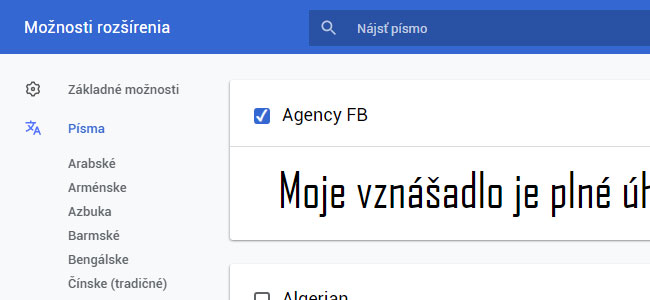 Možnosti rozšírenia
Nájsť písmo
Základné možnosti
Písma
Arabské
Arménske
Azbuka
Barmské
Bengálske
Čínske (tradičné)
Agency FB
Moje vznášadlo je plné úh
Algerian